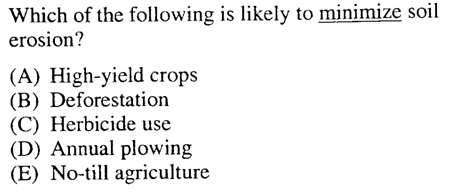 Which of the following is likely to minimize soil
erosion?
(A) High-yield crops
(B) Deforestation
(C) Herbicide use
(D) Annual plowing
(E) No-till agriculture